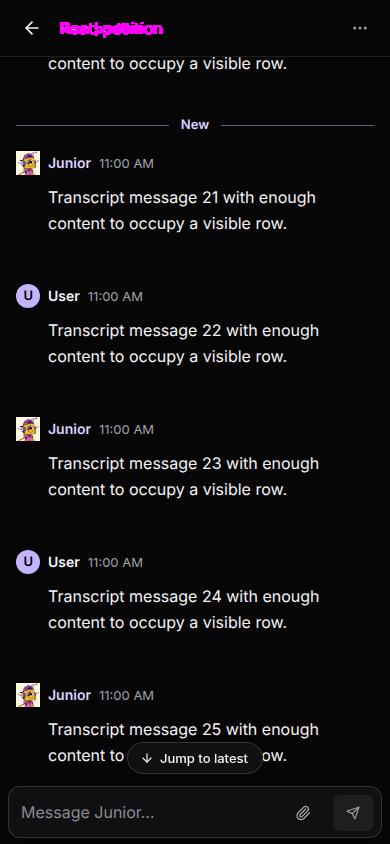 content to occupy a visible row.
New
Junior 11:00 AM
Transcript message 21 with enough
content to occupy a visible row.
U User 11:00 AM
Transcript message 22 with enough
content to occupy a visible row.
Junior 11:00 AM
Transcript message 23 with enough
content to occupy a visible row.
U User 11:00 AM
Transcript message 24 with enough
content to occupy a visible row.
Junior 11:00 AM
Transcript message 25 with enough
content to
Jump to latest
Message Junior...